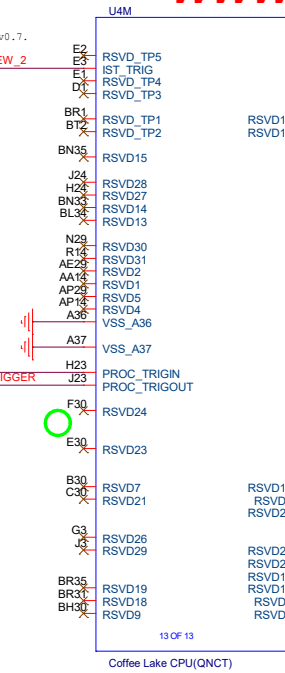 U4M
v0.7.
E2 RSVD_TP5
EW_2 E3 IST_TRIG
E1 RSVD_TP4
D1 RSVD_TP3
BR1 RSVD_TP1 RSVD1
BT2 RSVD_TP2 RSVD1
BN35 RSVD15
J24 RSVD28
H24 RSVD27
BN33 RSVD14
BL34 RSVD13
N29 RSVD30
R14 RSVD31
AE29 RSVD2
AA14 RSVD1
AP29 RSVD5
AP14 RSVD4
A36 VSS_A36
A37 VSS_A37
H23 PROC_TRIGIN
IGGER J23 PROC_TRIGOUT
F30 RSVD24
E30 RSVD23
B30 RSVD7 RSVD1
C30 RSVD21 RSVD
RSVD2
G3 RSVD26
J3 RSVD29 RSVD2
RSVD2
RSVD1
BR35 RSVD19 RSVD1
BR31 RSVD18 RSVD
BH30 RSVD9 RSVD
13 OF 13
Coffee Lake CPU(QNCT)